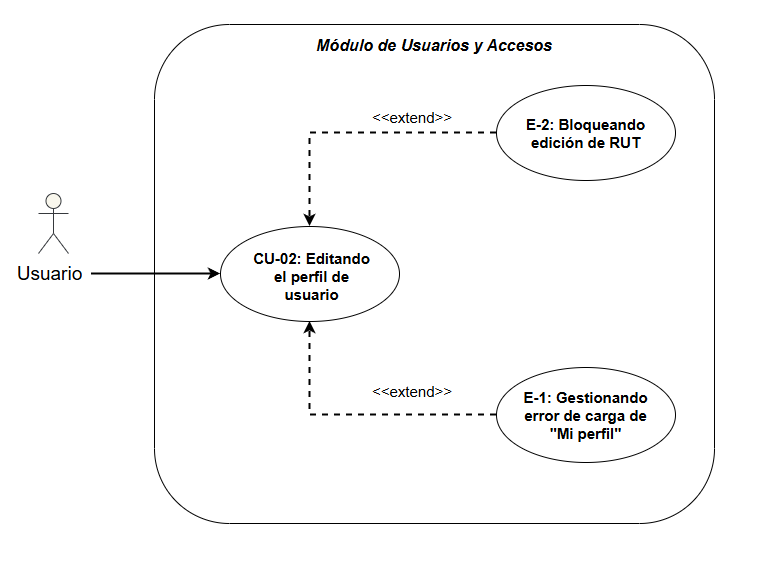 Módulo de Usuarios y Accesos
<<extend>>
E-2: Bloqueando
edición de RUT
Usuario
CU-02: Editando
el perfil de
usuario
<<extend>>
E-1: Gestionando
error de carga de
"Mi perfil"